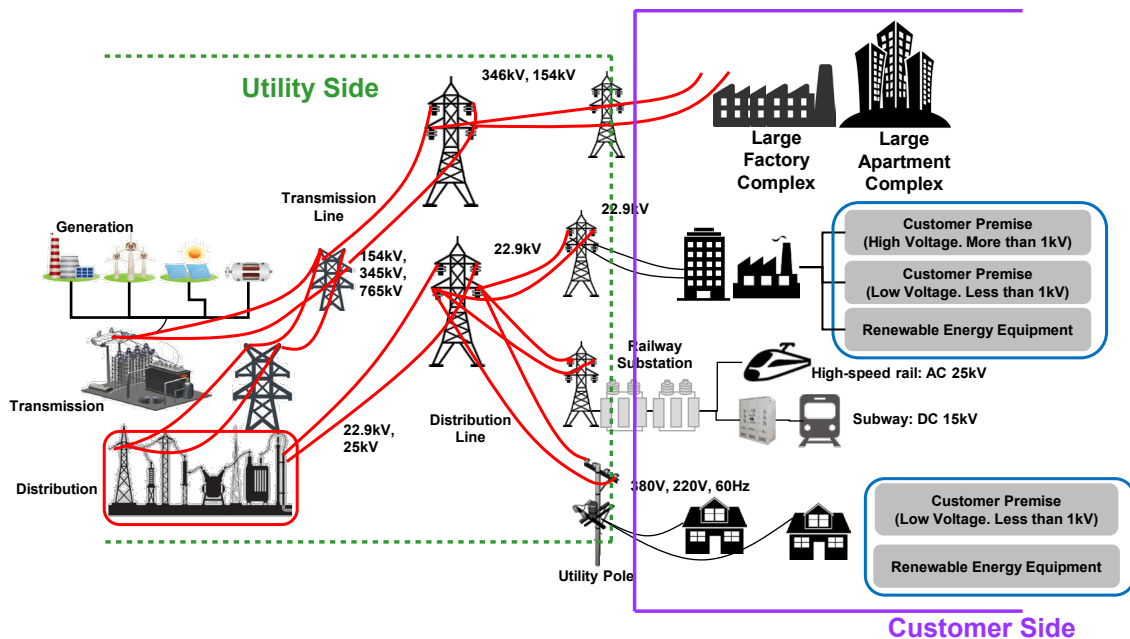 Utility Side
346kV, 154kV
Large
Factory
Complex
Large
Apartment
Complex
Transmission
Line
Generation
154kV,
345kV,
765kV
22.9kV
22.9kV
Customer Premise
(High Voltage. More than 1kV)
Customer Premise
(Low Voltage. Less than 1kV)
Renewable Energy Equipment
Railway
Substation
High-speed rail: AC 25kV
Subway: DC 15kV
Transmission
Distribution
Line
22.9kV,
25kV
Distribution
380V, 220V, 60Hz
Customer Premise
(Low Voltage. Less than 1kV)
Renewable Energy Equipment
Utility Pole
Customer Side